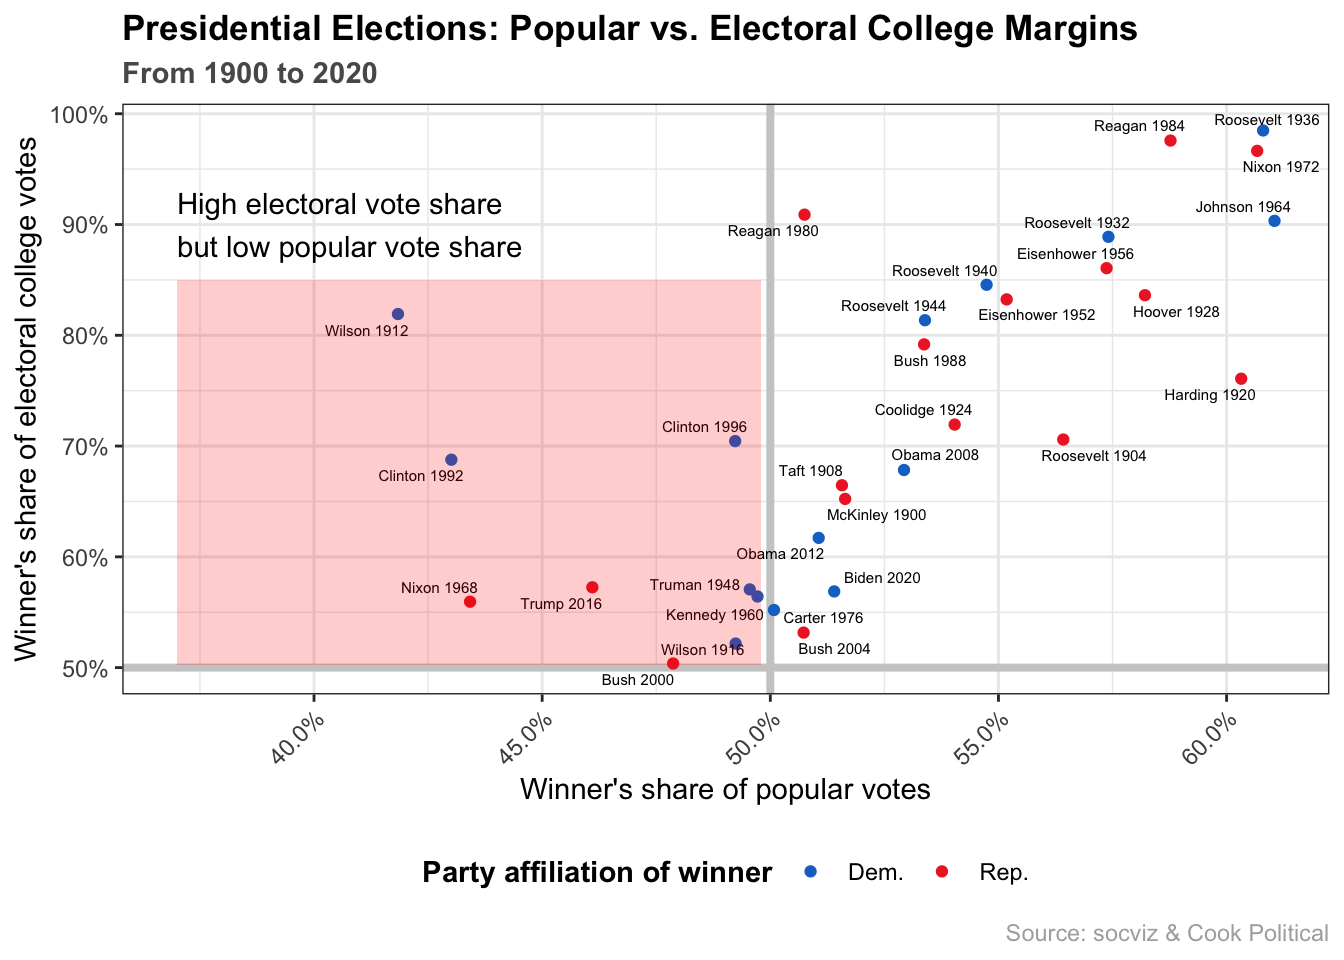 Presidential Elections: Popular vs. Electoral College Margins
From 1900 to 2020
Winner's share of electoral college votes
100%
90%
80%
70%
60%
50%
High electoral vote share
but low popular vote share
Roosevelt 1936
Reagan 1984
Nixon 1972
Johnson 1964
Roosevelt 1932
Reagan 1980
Eisenhower 1956
Roosevelt 1940
Roosevelt 1944
Hoover 1928
Eisenhower 1952
Wilson 1912
Bush 1988
Harding 1920
Coolidge 1924
Clinton 1996
Obama 2008
Roosevelt 1904
Taft 1908
Clinton 1992
McKinley 1900
Obama 2012
Biden 2020
Truman 1948
Nixon 1968
Trump 2016
Kennedy 1960
Carter 1976
Wilson 1916
Bush 2004
Bush 2000
40.0%
45.0%
50.0%
55.0%
60.0%
Winner's share of popular votes
Party affiliation of winner
Dem.
Rep.
Source: socviz & Cook Political